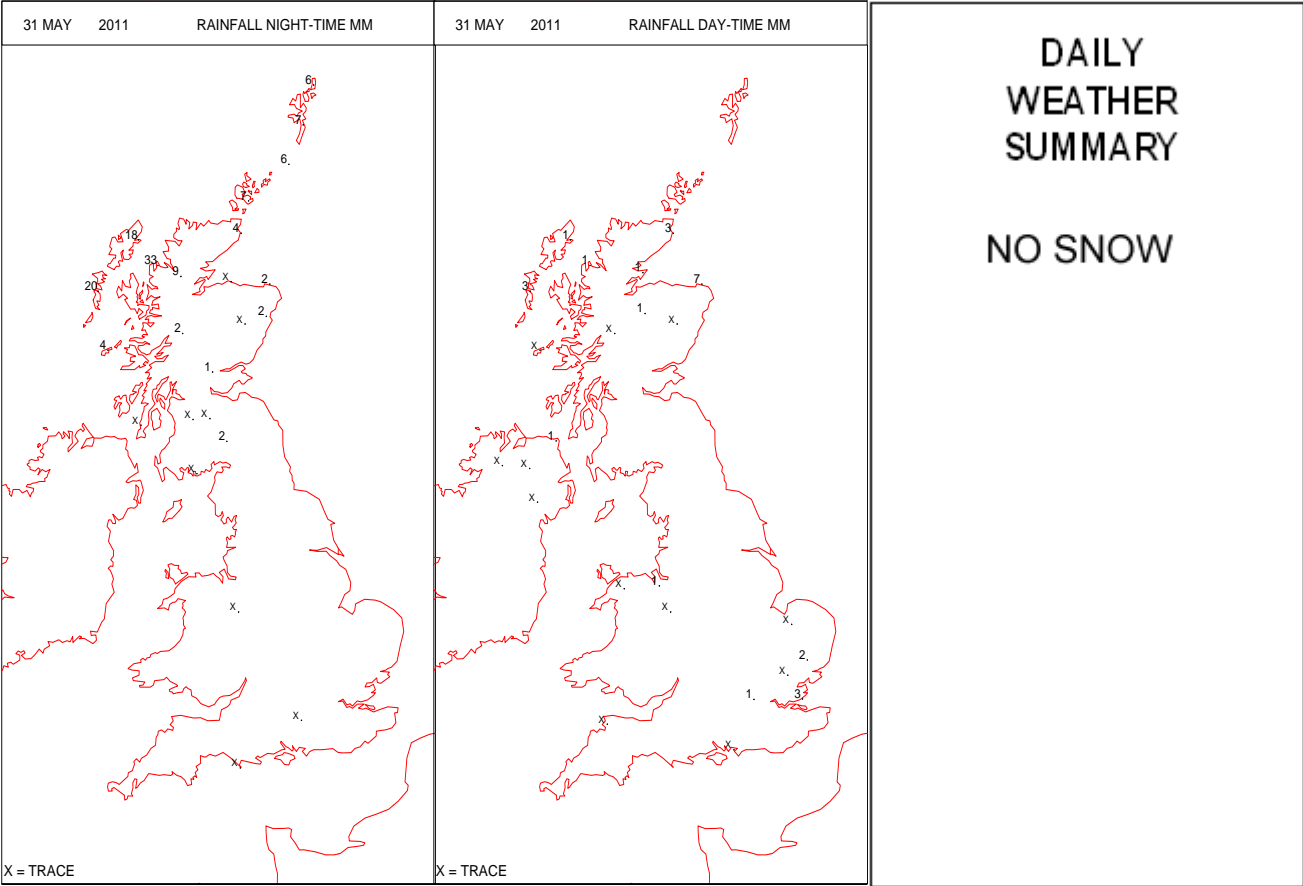 31 MAY 2011 RAINFALL NIGHT-TIME MM
6.
7.
6.
7.
4.
18.
33.
9.
X.
2.
20.
2.
X.
2.
4.
1.
X.
X.
X.
2.
X.
X.
X.
X.
X = TRACE
31 MAY 2011 RAINFALL DAY-TIME MM
3.
1.
1.
1.
7.
3.
1.
X.
X.
X.
1.
X.
X.
X.
X.
1.
X.
X.
2.
X.
1.
3.
X.
X.
X = TRACE
DAILY
WEATHER
SUMMARY
NO SNOW